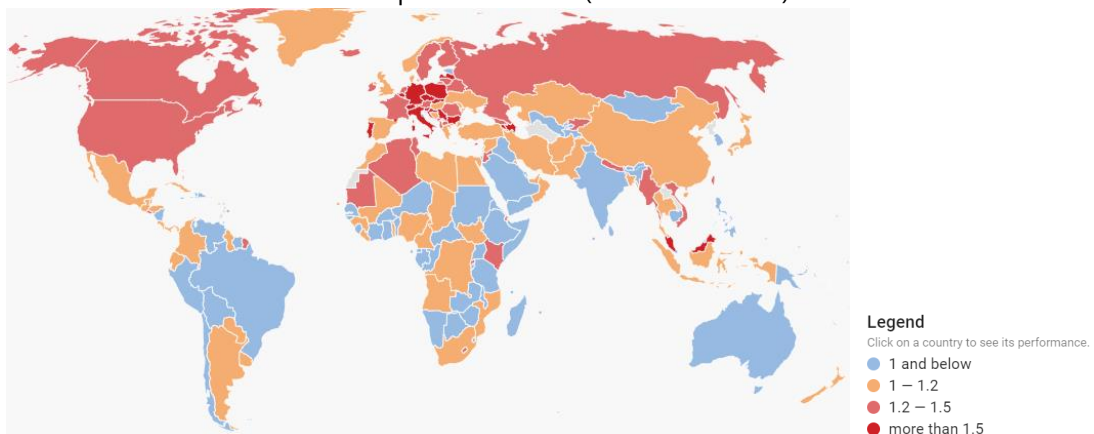 Legend
Click on a country to see its performance.
1 and below
1 – 1.2
1.2 – 1.5
more than 1.5